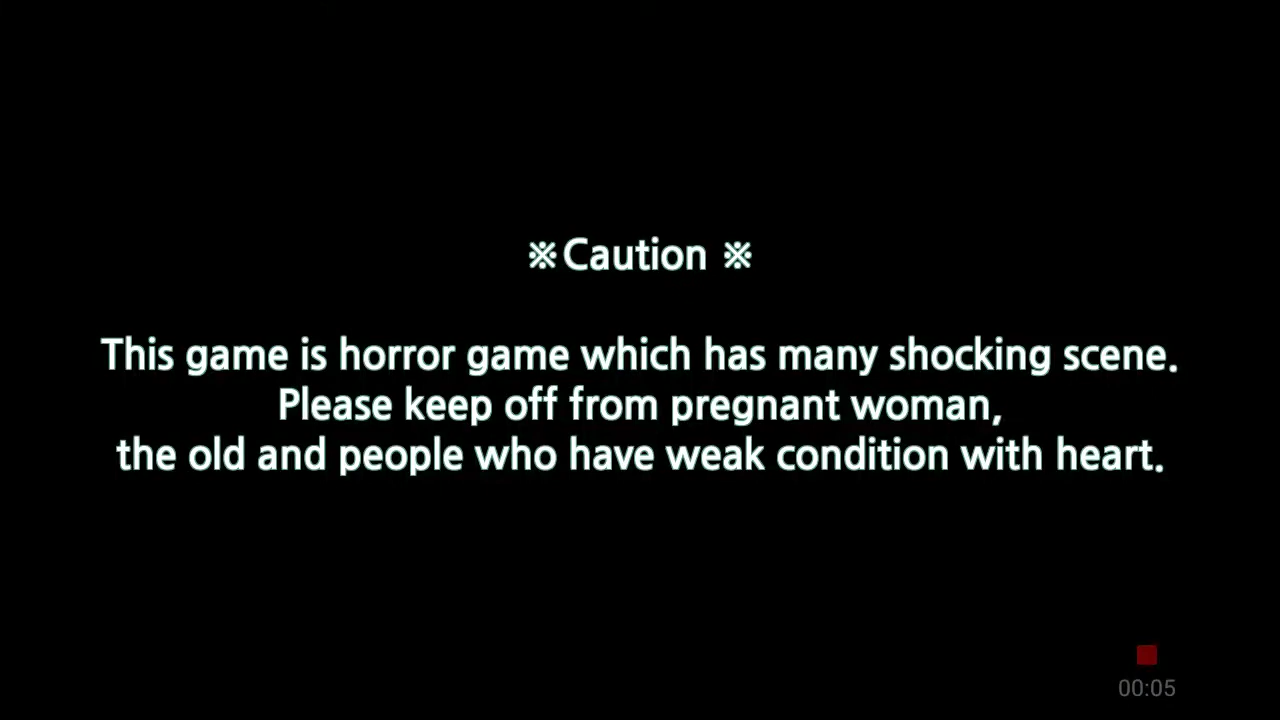 ※Caution ※
This game is horror game which has many shocking scene.
Please keep off from pregnant woman,
the old and people who have weak condition with heart.
00:05